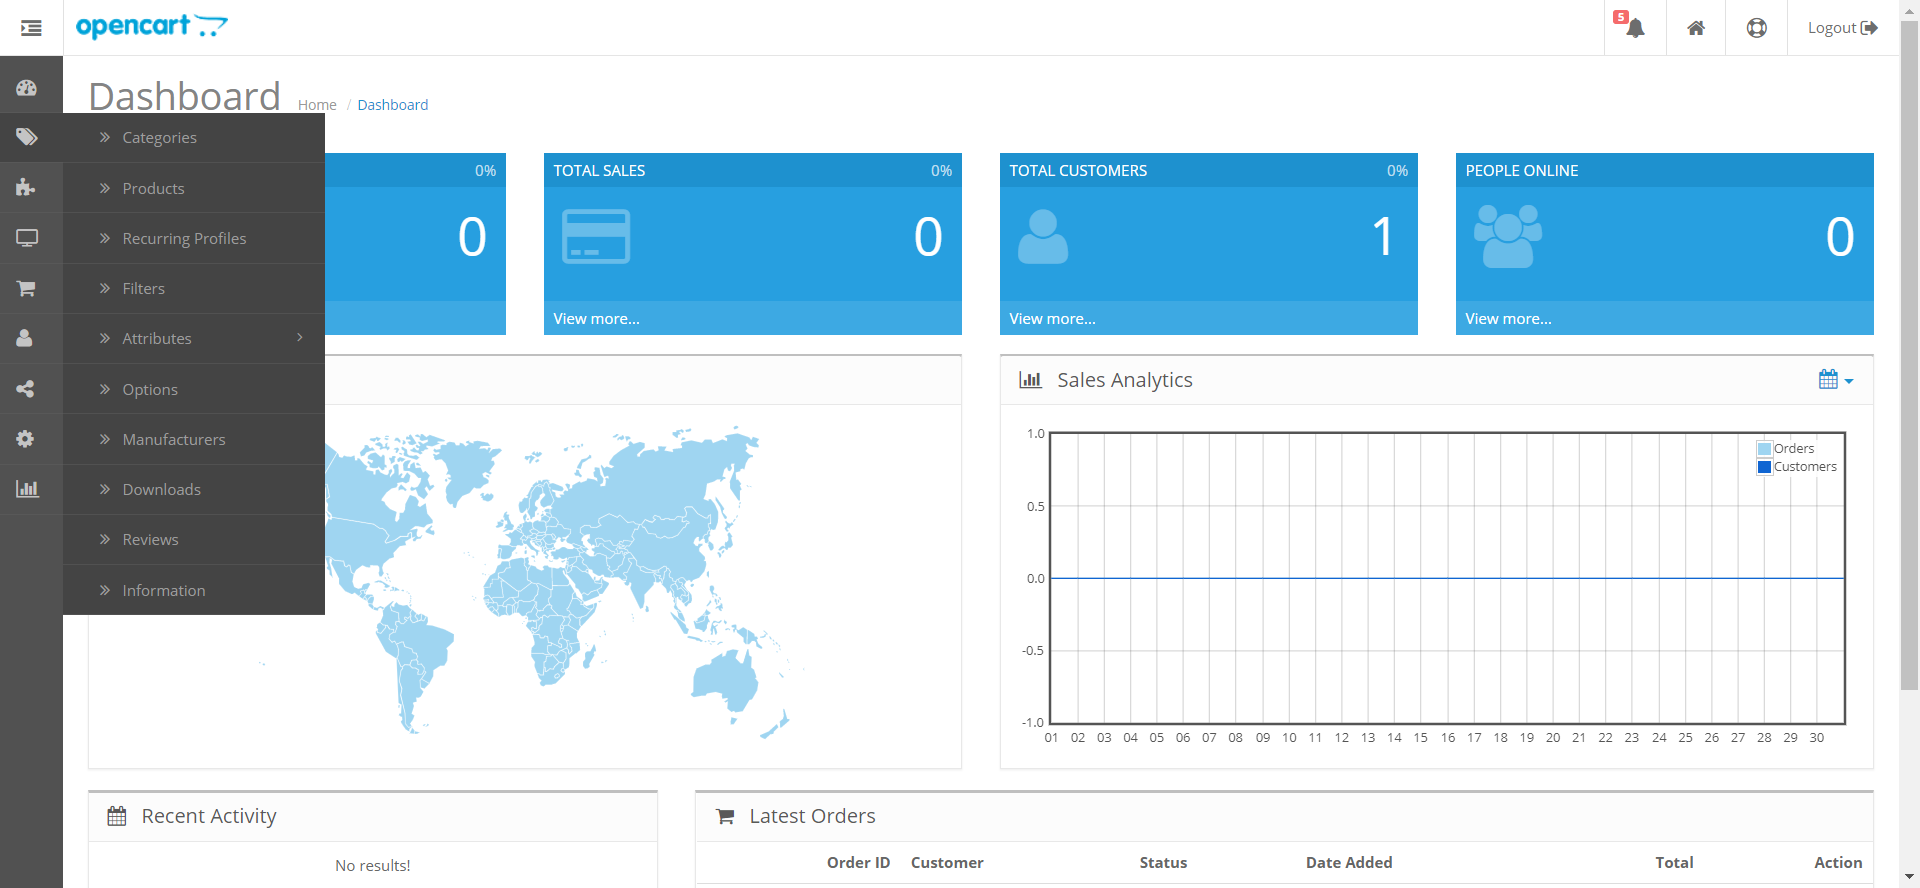 opencart
5
Logout
Dashboard
Home / Dashboard
Categories
Products
Recurring Profiles
Filters
Attributes
Options
Manufacturers
Downloads
Reviews
Information
0%
0
TOTAL SALES 0%
0
View more...
TOTAL CUSTOMERS 0%
1
View more...
PEOPLE ONLINE
0
View more...
Sales Analytics
1.0
0.5
0.0
-0.5
-1.0
Orders
Customers
01 02 03 04 05 06 07 08 09 10 11 12 13 14 15 16 17 18 19 20 21 22 23 24 25 26 27 28 29 30
Recent Activity
No results!
Latest Orders
Order ID Customer Status Date Added Total Action